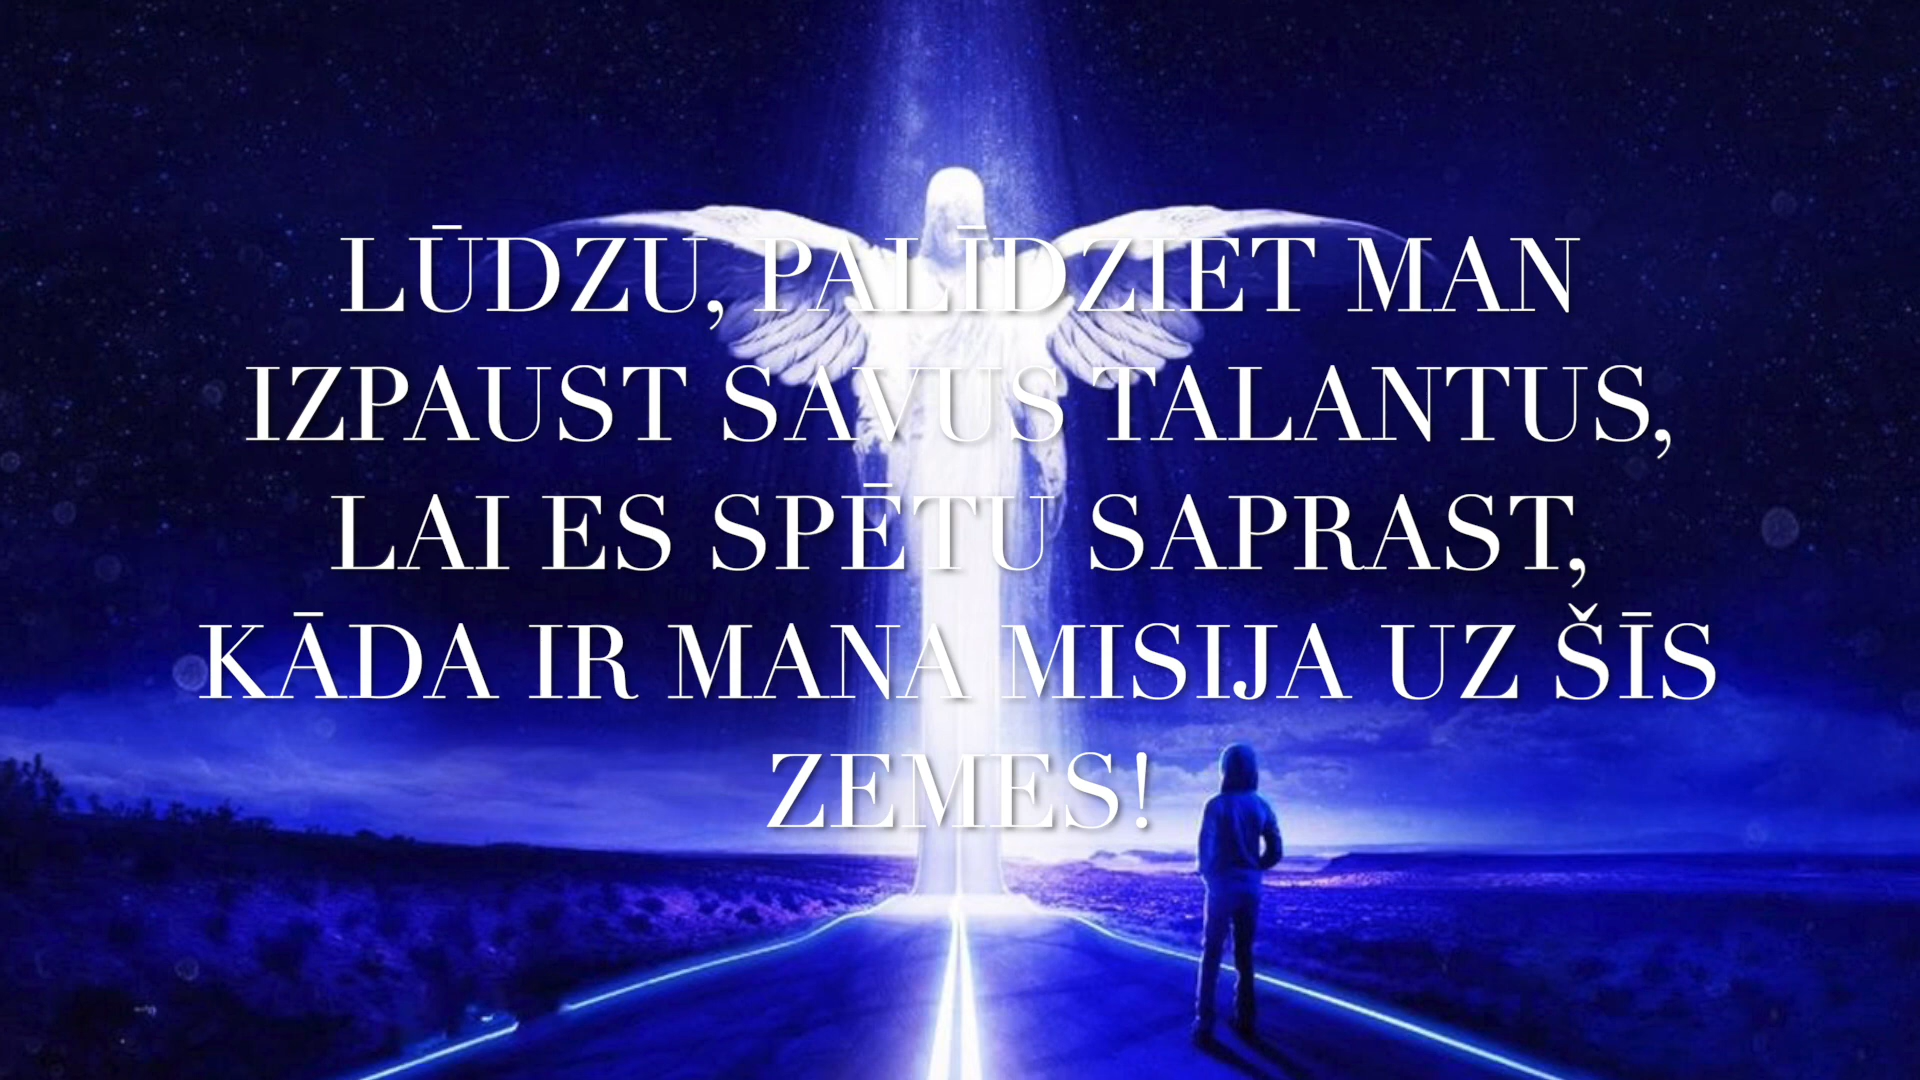 LŪDZU, PALĪDZIET MAN
IZPAUST SAVUS TALANTUS,
LAI ES SPĒTU SAPRAST,
KĀDA IR MANA MISIJA UZ ŠĪS
ZEMES!